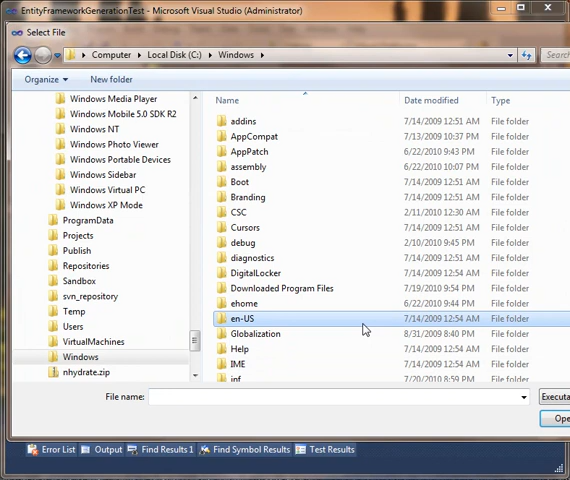 EntityFrameworkGenerationTest - Microsoft Visual Studio (Administrator)
Select File
Computer ▸ Local Disk (C:) ▸ Windows ▸
Organize ▾ New folder
Windows Media Player
Windows Mobile 5.0 SDK R2
Windows NT
Windows Photo Viewer
Windows Portable Devices
Windows Sidebar
Windows Virtual PC
Windows XP Mode
ProgramData
Projects
Publish
Repositories
Sandbox
svn_repository
Temp
Users
VirtualMachines
Windows
nhydrate.zip
Name Date modified Type
addins 7/14/2009 12:51 AM File folder
AppCompat 7/13/2009 10:37 PM File folder
AppPatch 6/22/2010 9:43 PM File folder
assembly 6/22/2010 10:07 PM File folder
Boot 7/14/2009 12:51 AM File folder
Branding 7/14/2009 12:51 AM File folder
CSC 2/11/2010 12:30 AM File folder
Cursors 7/14/2009 12:51 AM File folder
debug 2/10/2010 9:45 PM File folder
diagnostics 7/14/2009 12:51 AM File folder
DigitalLocker 7/14/2009 12:54 AM File folder
Downloaded Program Files 7/19/2010 9:54 PM File folder
ehome 6/22/2010 9:44 PM File folder
en-US 7/14/2009 12:54 AM File folder
Globalization 8/31/2009 8:40 PM File folder
Help 7/14/2009 12:54 AM File folder
IME 7/14/2009 12:54 AM File folder
inf 7/20/2010 8:59 PM File folder
File name:
Error List Output Find Results 1 Find Symbol Results Test Results